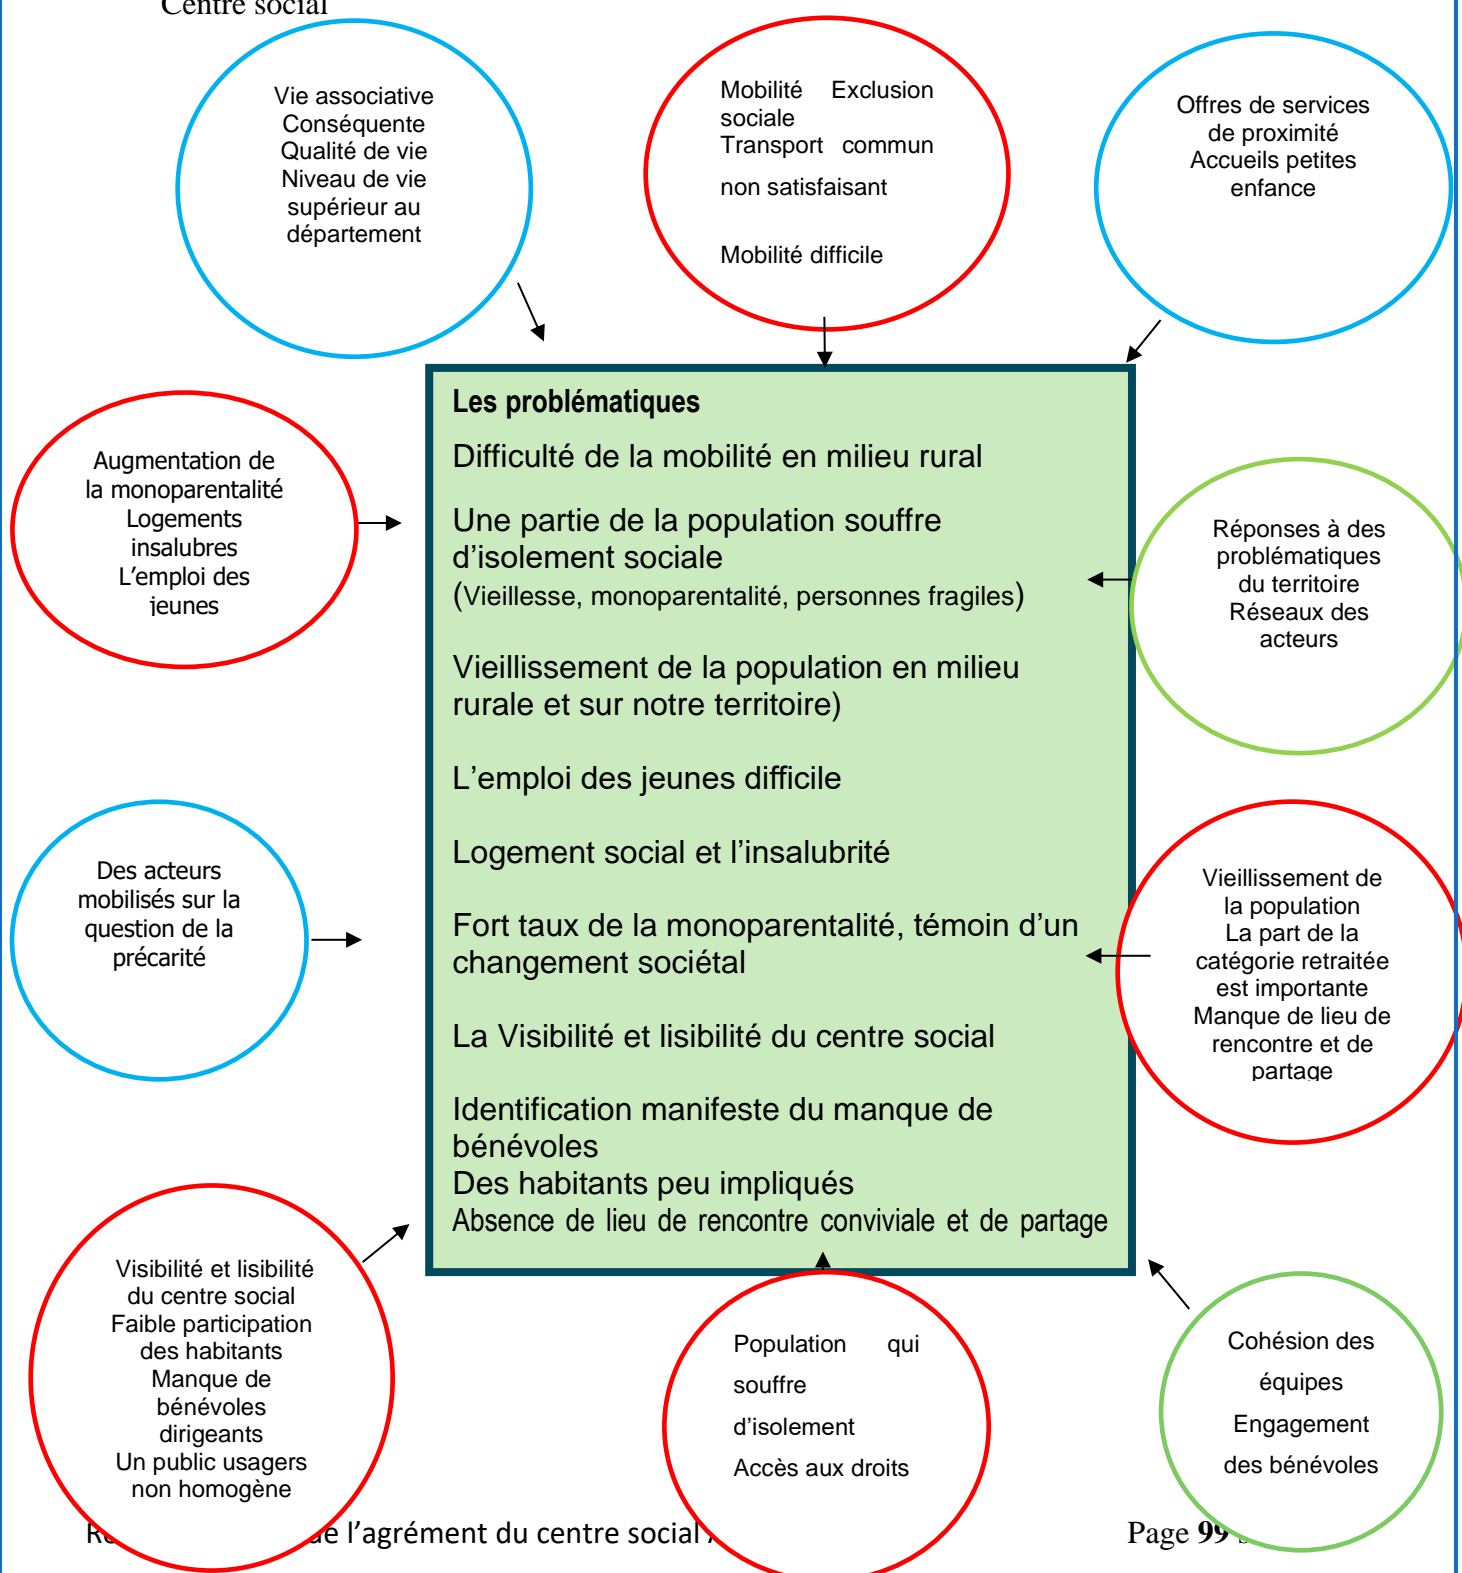 Centre social
Vie associative
Conséquente
Qualité de vie
Niveau de vie
supérieur au
département
Mobilité Exclusion
sociale
Transport commun
non satisfaisant
Mobilité difficile
Offres de services
de proximité
Accueils petites
enfance
Augmentation de
la monoparentalité
Logements
insalubres
L’emploi des
jeunes
Les problématiques
Difficulté de la mobilité en milieu rural
Une partie de la population souffre
d’isolement sociale
(Vieillesse, monoparentalité, personnes fragiles)
Vieillissement de la population en milieu
rurale et sur notre territoire)
L’emploi des jeunes difficile
Logement social et l’insalubrité
Fort taux de la monoparentalité, témoin d’un
changement sociétal
La Visibilité et lisibilité du centre social
Identification manifeste du manque de
bénévoles
Des habitants peu impliqués
Absence de lieu de rencontre conviviale et de partage
Réponses à des
problématiques
du territoire
Réseaux des
acteurs
Des acteurs
mobilisés sur la
question de la
précarité
Vieillissement de
la population
La part de la
catégorie retraitée
est importante
Manque de lieu de
rencontre et de
partage
Visibilité et lisibilité
du centre social
Faible participation
des habitants
Manque de
bénévoles
dirigeants
Un public usagers
non homogène
Population qui
souffre
d’isolement
Accès aux droits
Cohésion des
équipes
Engagement
des bénévoles
de l’agrément du centre social
Page 99